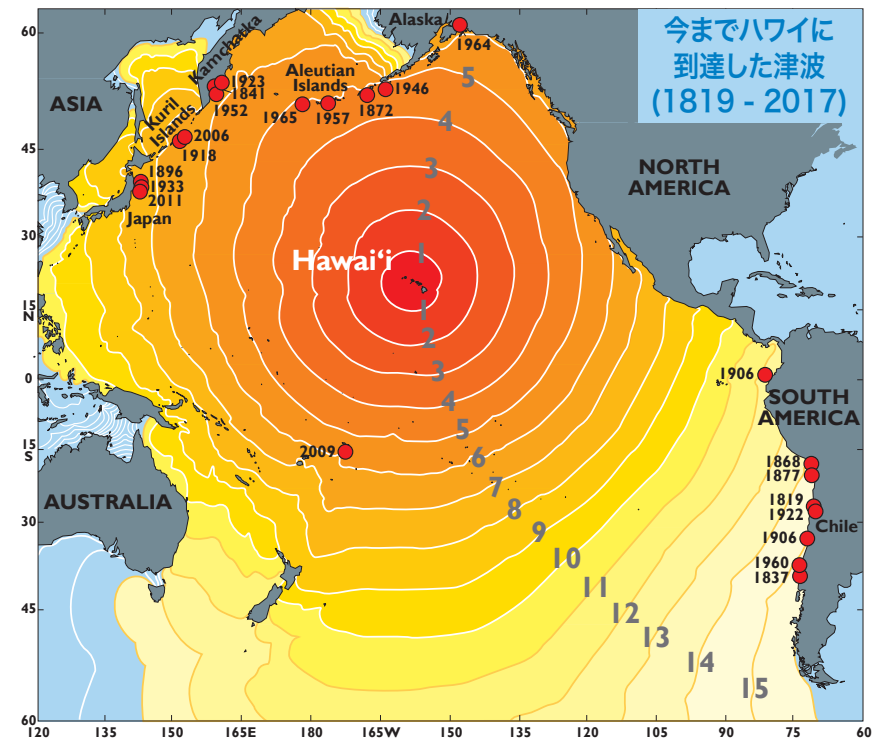 今までハワイに
到達した津波
(1819 - 2017)
Alaska
1964
Kamchatka
1923
1841
1952
Aleutian
Islands
1946
1965
1957
1872
ASIA
Kuril
Islands
2006
1918
1896
1933
2011
Japan
NORTH
AMERICA
Hawai‘i
5
4
3
2
1
1
2
3
4
5
6
7
8
9
10
11
12
13
14
15
2009
AUSTRALIA
1906
SOUTH
AMERICA
1868
1877
1819
1922
Chile
1906
1960
1837
60
45
30
15
N
0
15
S
30
45
60
120
135
150
165E
180
165W
150
135
120
105
90
75
60